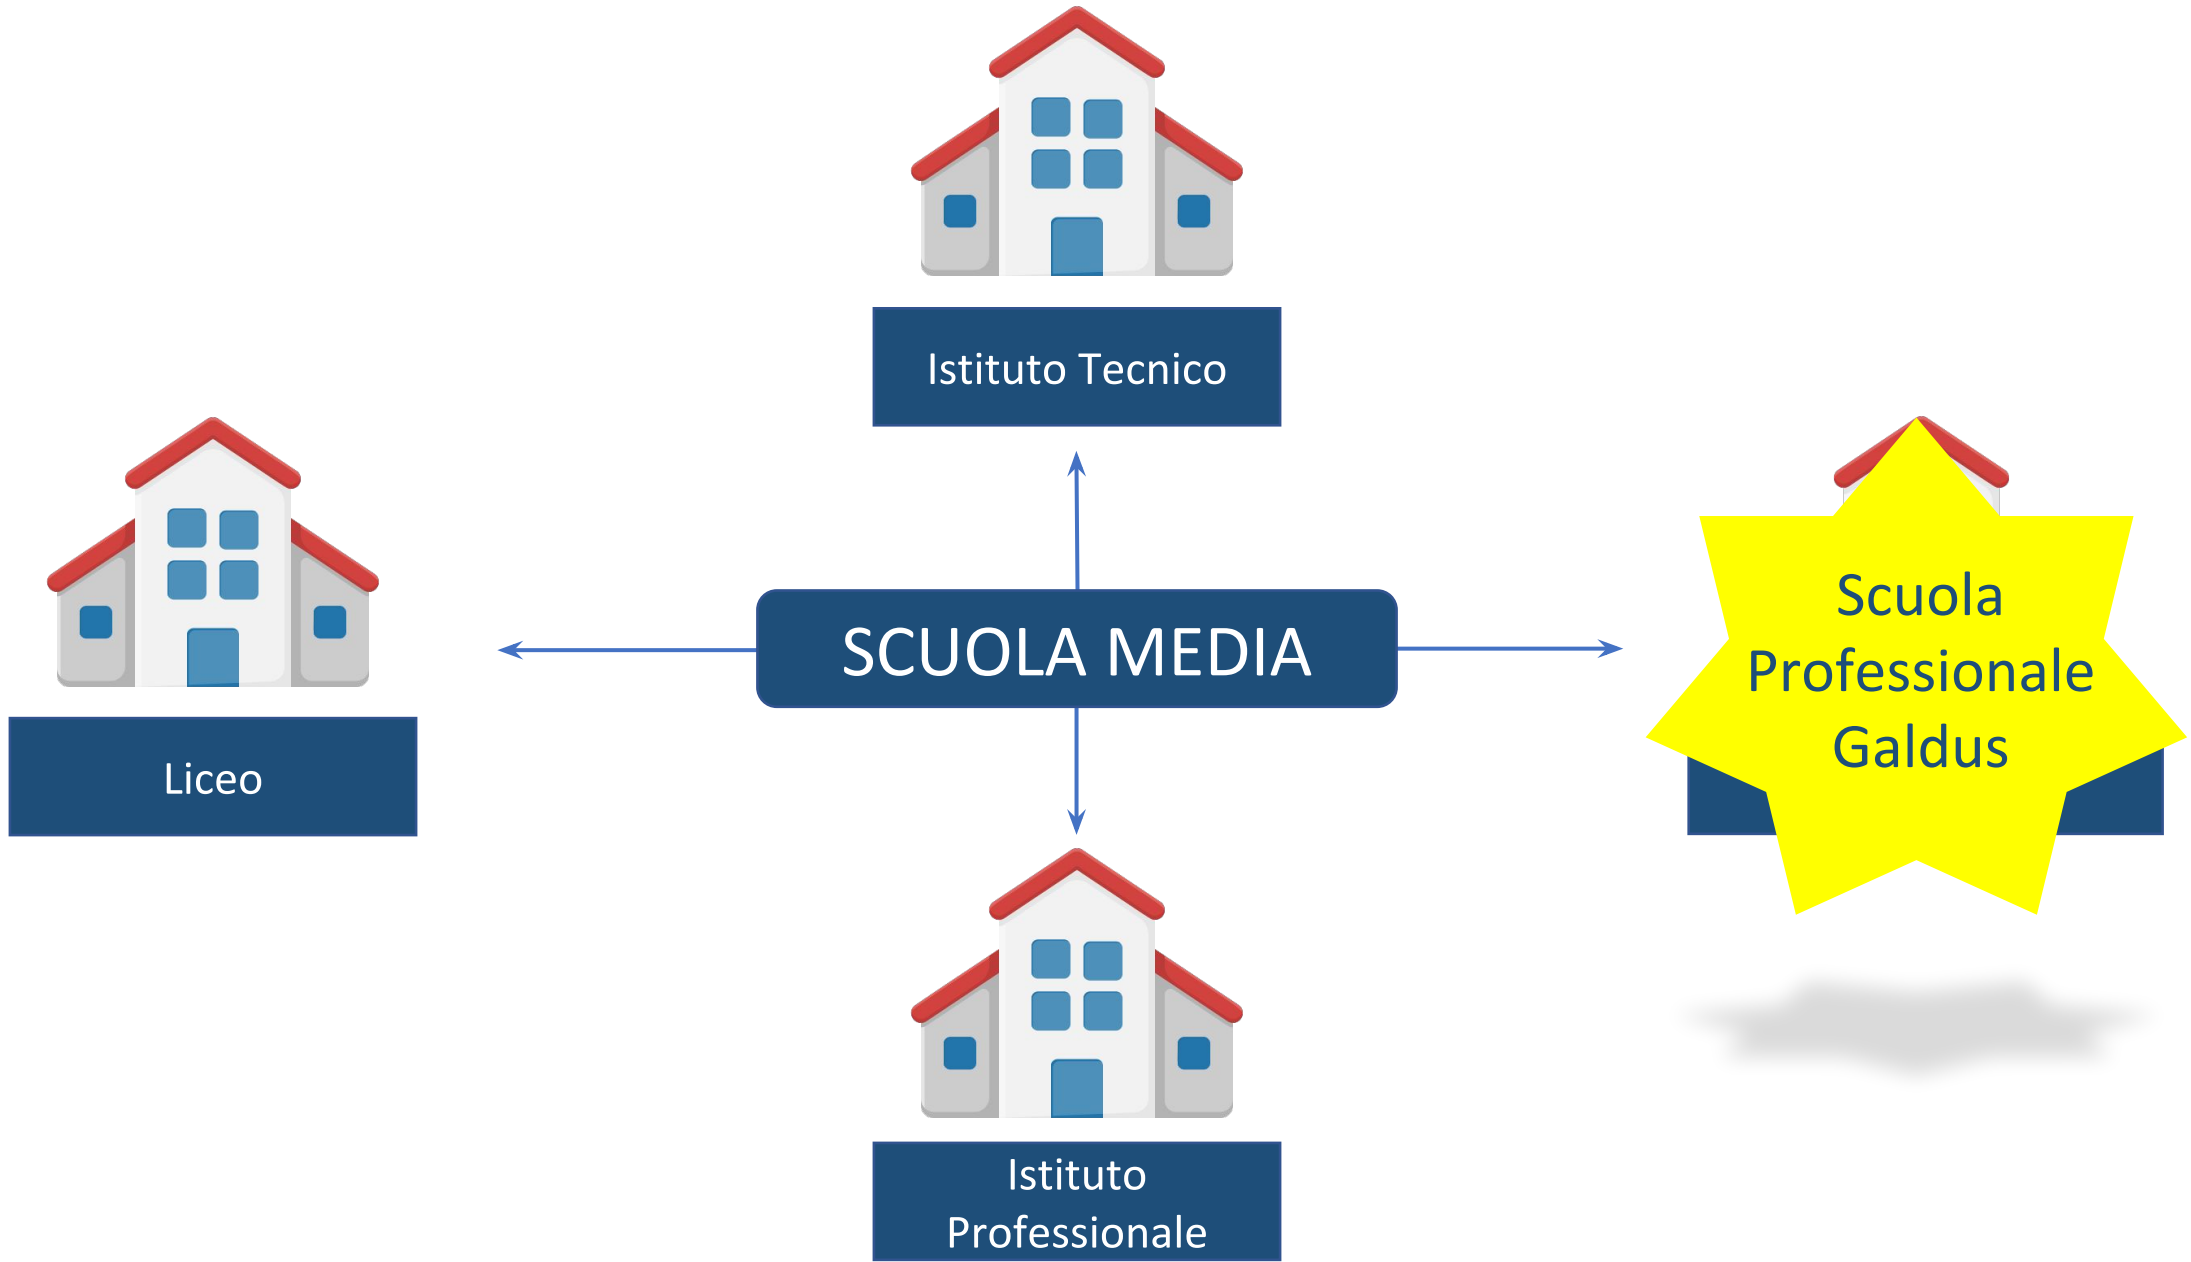 Istituto Tecnico
Scuola
Professionale
Galdus
SCUOLA MEDIA
Liceo
Istituto
Professionale